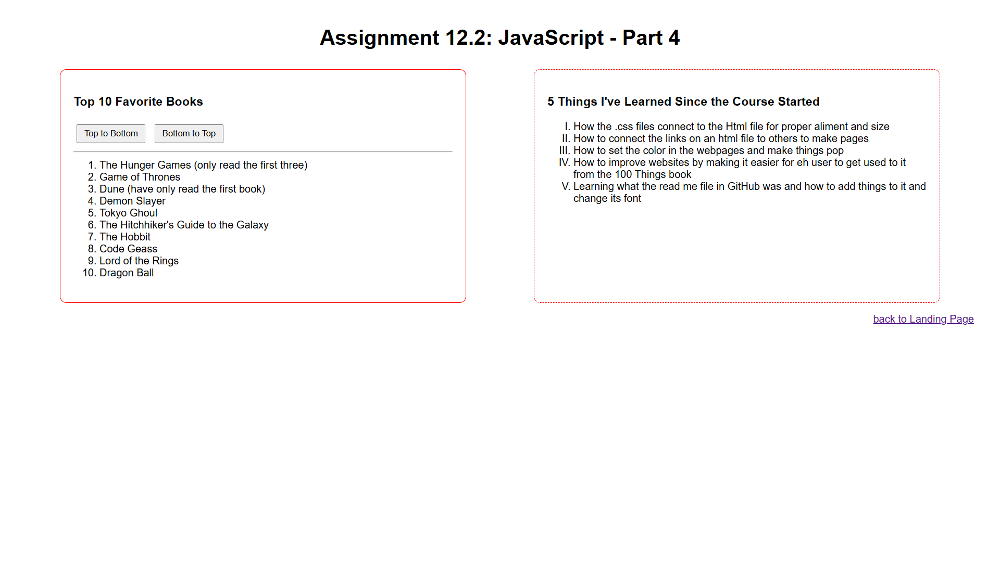 Assignment 12.2: JavaScript - Part 4
Top 10 Favorite Books
Top to Bottom
Bottom to Top
1. The Hunger Games (only read the first three)
2. Game of Thrones
3. Dune (have only read the first book)
4. Demon Slayer
5. Tokyo Ghoul
6. The Hitchhiker's Guide to the Galaxy
7. The Hobbit
8. Code Geass
9. Lord of the Rings
10. Dragon Ball
5 Things I've Learned Since the Course Started
I. How the .css files connect to the Html file for proper aliment and size
II. How to connect the links on an html file to others to make pages
III. How to set the color in the webpages and make things pop
IV. How to improve websites by making it easier for eh user to get used to it
from the 100 Things book
V. Learning what the read me file in GitHub was and how to add things to it and
change its font
back to Landing Page